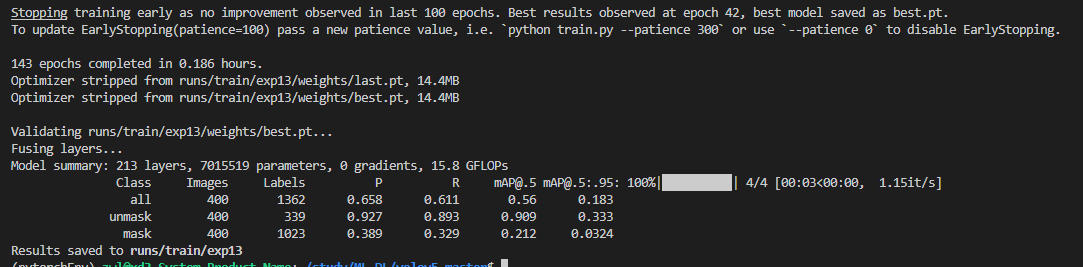 Stopping training early as no improvement observed in last 100 epochs. Best results observed at epoch 42, best model saved as best.pt.
To update EarlyStopping(patience=100) pass a new patience value, i.e. `python train.py --patience 300` or use `--patience 0` to disable EarlyStopping.
143 epochs completed in 0.186 hours.
Optimizer stripped from runs/train/exp13/weights/last.pt, 14.4MB
Optimizer stripped from runs/train/exp13/weights/best.pt, 14.4MB
Validating runs/train/exp13/weights/best.pt...
Fusing layers...
Model summary: 213 layers, 7015519 parameters, 0 gradients, 15.8 GFLOPs
Class Images Labels P R mAP@.5 mAP@.5:.95: 100%|██████████| 4/4 [00:03<00:00, 1.15it/s]
all 400 1362 0.658 0.611 0.56 0.183
unmask 400 339 0.927 0.893 0.909 0.333
mask 400 1023 0.389 0.329 0.212 0.0324
Results saved to runs/train/exp13